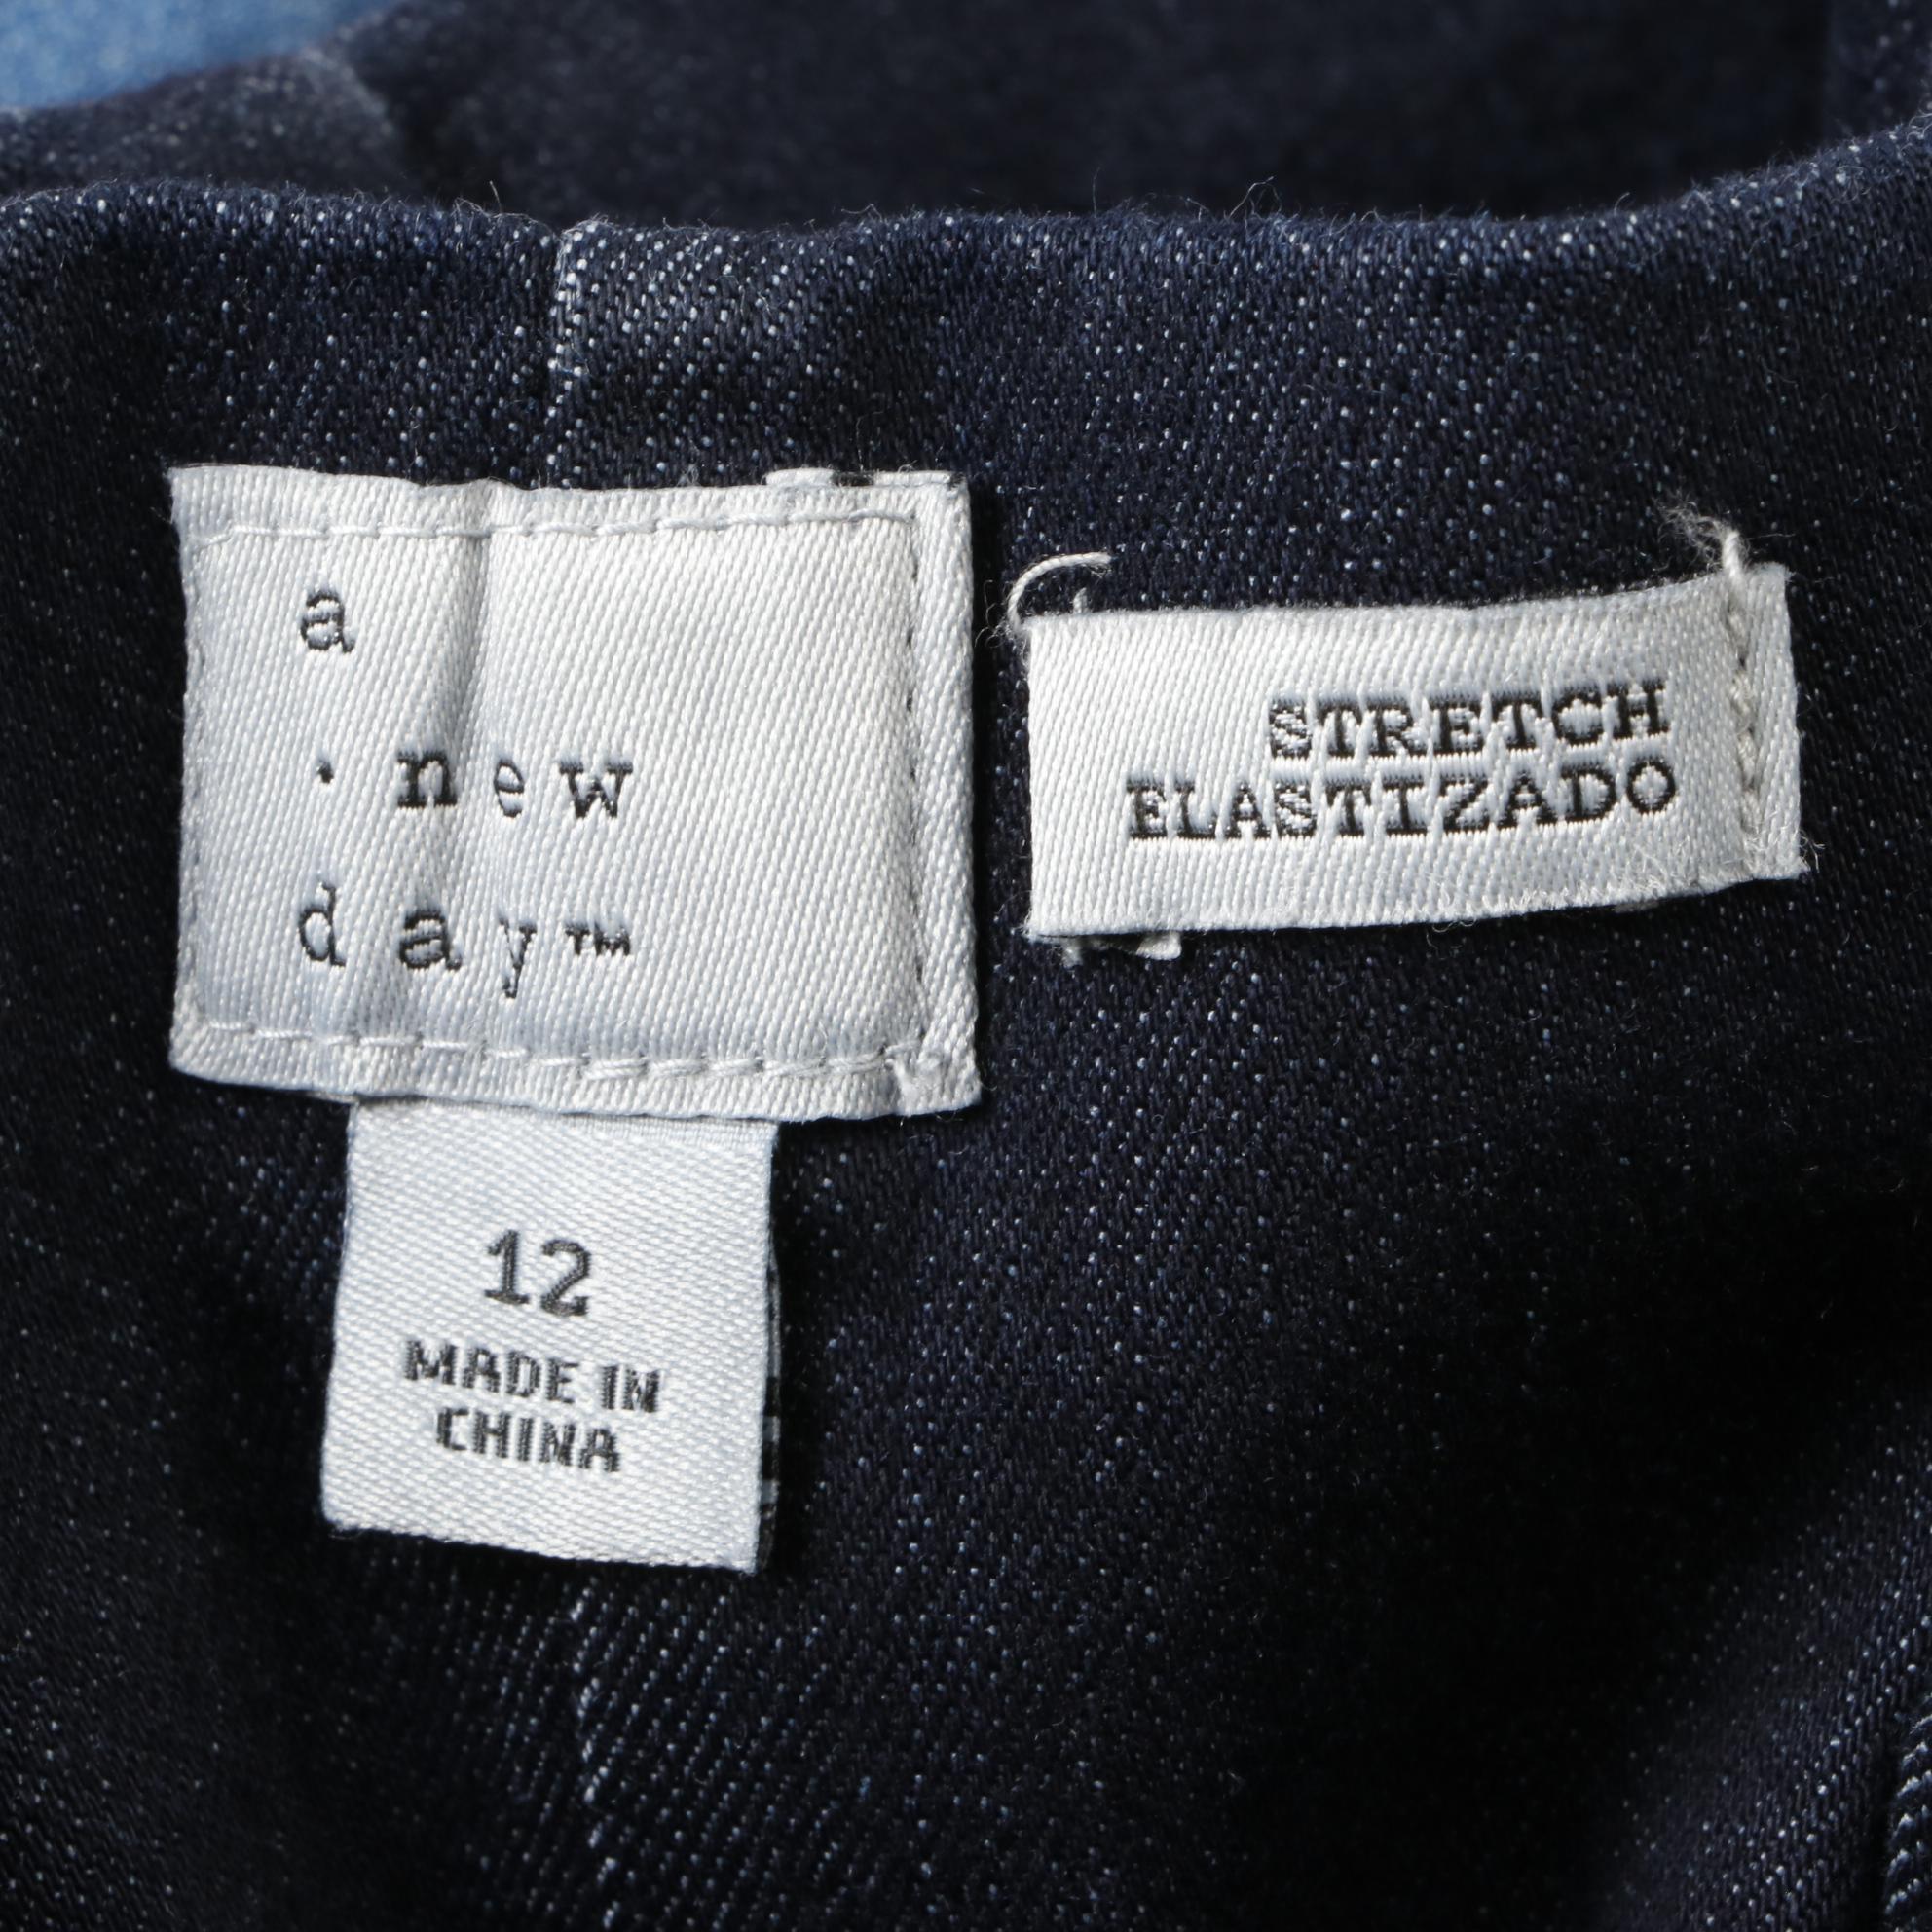 a
· new
day™
STRETCH
ELASTIZADO
12
MADE IN
CHINA